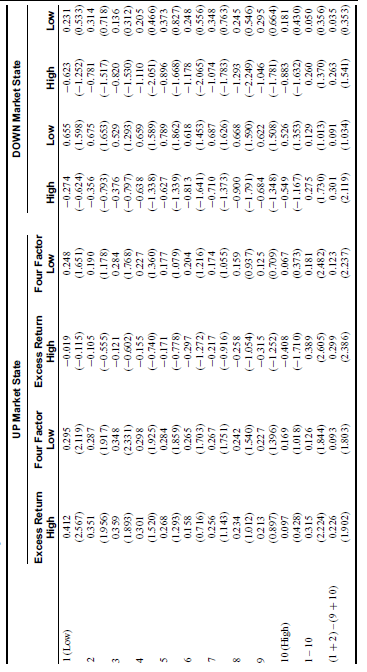 UP Market State DOWN Market State
Excess Return Four Factor Excess Return Four Factor
High Low High Low High Low High Low
1 (Low) 0.412 0.295 −0.019 0.248 −0.274 0.655 −0.623 0.231
(2.567) (2.119) (−0.115) (1.651) (−0.624) (1.598) (−1.252) (0.533)
2 0.351 0.287 −0.105 0.190 −0.356 0.675 −0.781 0.314
(1.956) (1.917) (−0.555) (1.178) (−0.793) (1.653) (−1.517) (0.718)
3 0.359 0.348 −0.121 0.284 −0.376 0.529 −0.820 0.136
(1.893) (2.331) (−0.602) (1.768) (−0.797) (1.293) (−1.530) (0.312)
4 0.301 0.298 −0.155 0.227 −0.638 0.659 −1.110 0.205
(1.520) (1.925) (−0.740) (1.360) (−1.338) (1.589) (−2.051) (0.466)
5 0.268 0.284 −0.171 0.177 −0.627 0.789 −0.896 0.373
(1.293) (1.859) (−0.778) (1.079) (−1.339) (1.862) (−1.668) (0.827)
6 0.158 0.265 −0.297 0.204 −0.813 0.618 −1.178 0.248
(0.716) (1.703) (−1.272) (1.216) (−1.641) (1.453) (−2.065) (0.556)
7 0.256 0.267 −0.217 0.174 −0.710 0.687 −1.074 0.348
(1.143) (1.751) (−0.916) (1.055) (−1.373) (1.626) (−1.783) (0.763)
8 0.234 0.242 −0.258 0.159 −0.900 0.668 −1.293 0.245
(1.012) (1.540) (−1.054) (0.937) (−1.791) (1.590) (−2.249) (0.546)
9 0.213 0.227 −0.315 0.125 −0.684 0.622 −1.046 0.295
(0.897) (1.396) (−1.252) (0.709) (−1.348) (1.508) (−1.781) (0.664)
10 (High) 0.097 0.169 −0.408 0.067 −0.549 0.526 −0.883 0.181
(0.428) (1.018) (−1.710) (0.373) (−1.167) (1.353) (−1.632) (0.430)
1 − 10 0.315 0.126 0.389 0.181 0.275 0.129 0.260 0.050
(2.224) (1.844) (2.605) (2.482) (1.739) (1.013) (1.370) (0.356)
(1 + 2) − (9 + 10) 0.226 0.093 0.299 0.123 0.301 0.091 0.263 0.035
(1.902) (1.803) (2.386) (2.237) (2.119) (1.034) (1.541) (0.353)